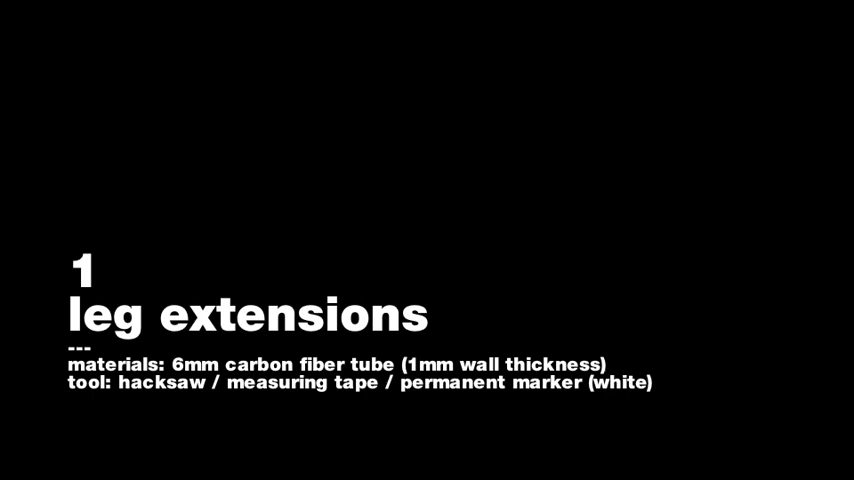 1
leg extensions
---
materials: 6mm carbon fiber tube (1mm wall thickness)
tool: hacksaw / measuring tape / permanent marker (white)